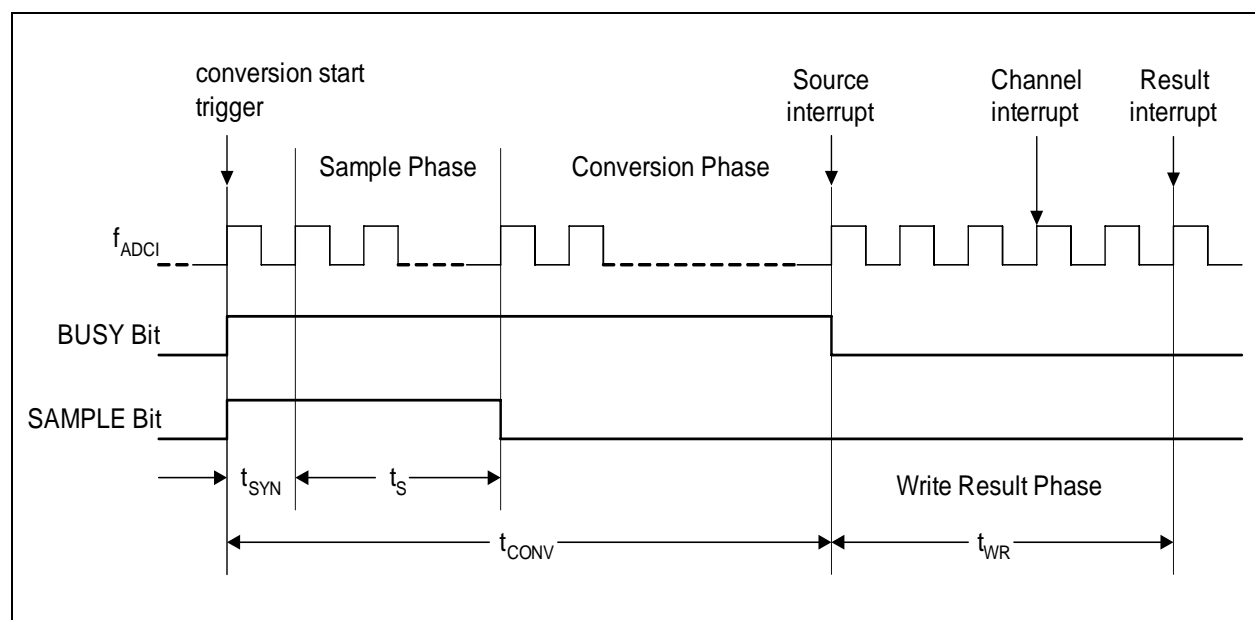 conversion start
trigger
Source
interrupt
Channel
interrupt
Result
interrupt
Sample Phase
Conversion Phase
fADCI
BUSY Bit
SAMPLE Bit
tSYN
tS
Write Result Phase
tCONV
tWR